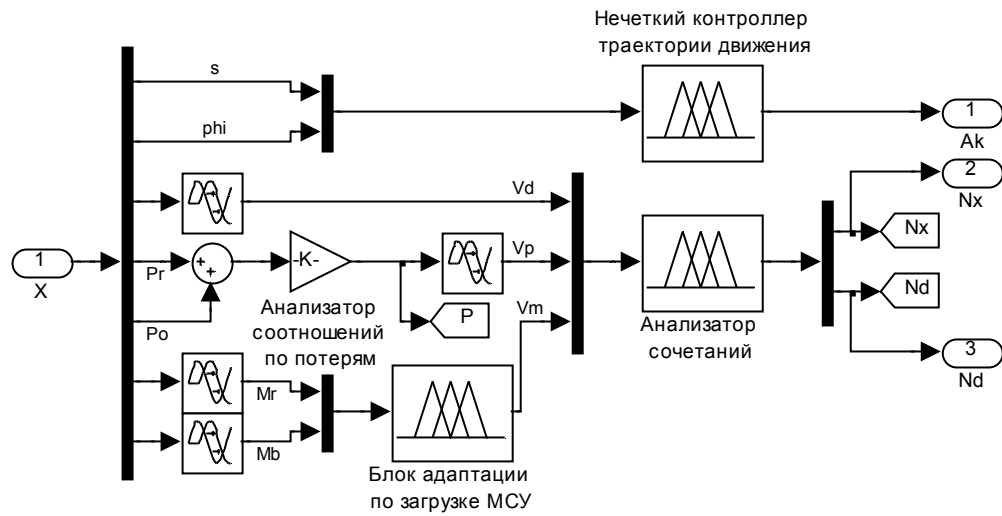 Нечеткий контроллер
траектории движения
s
phi
1
Ak
2
Nx
Vd
Nx
1
X
Pr
+
+
-K-
Vp
Nd
Po
Анализатор
соотношений
по потерям
P
Vm
Анализатор
сочетаний
3
Nd
Mr
Mb
Блок адаптации
по загрузке МСУ